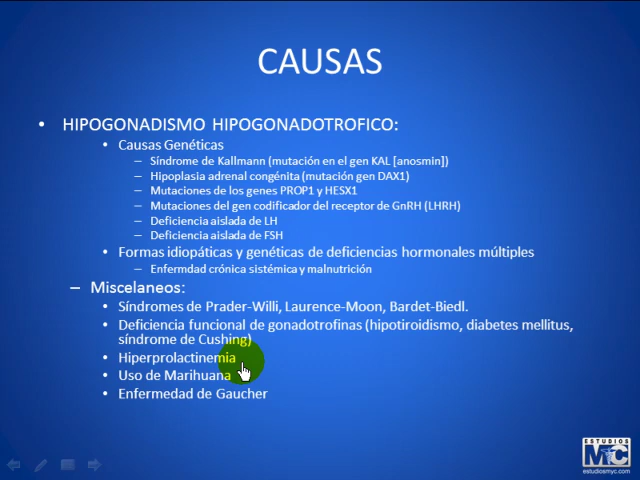 CAUSAS
• HIPOGONADISMO HIPOGONADOTROFICO:
• Causas Genéticas
– Síndrome de Kallmann (mutación en el gen KAL [anosmin])
– Hipoplasia adrenal congénita (mutación gen DAX1)
– Mutaciones de los genes PROP1 y HESX1
– Mutaciones del gen codificador del receptor de GnRH (LHRH)
– Deficiencia aislada de LH
– Deficiencia aislada de FSH
• Formas idiopáticas y genéticas de deficiencias hormonales múltiples
– Enfermdad crónica sistémica y malnutrición
– Miscelaneos:
• Síndromes de Prader-Willi, Laurence-Moon, Bardet-Biedl.
• Deficiencia funcional de gonadotrofinas (hipotiroidismo, diabetes mellitus,
síndrome de Cushing)
• Hiperprolactinemia
• Uso de Marihuana
• Enfermedad de Gaucher
ESTUDIOS
MyC
estudiosmyc.com